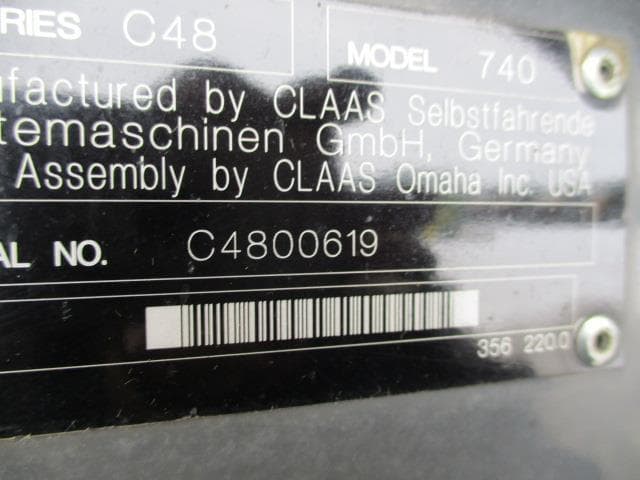 RIES C48 MODEL 740
ufactured by CLAAS Selbstfahrende
temaschinen GmbH, Germany
Assembly by CLAAS Omaha Inc. USA
AL NO. C4800619
356 220.0